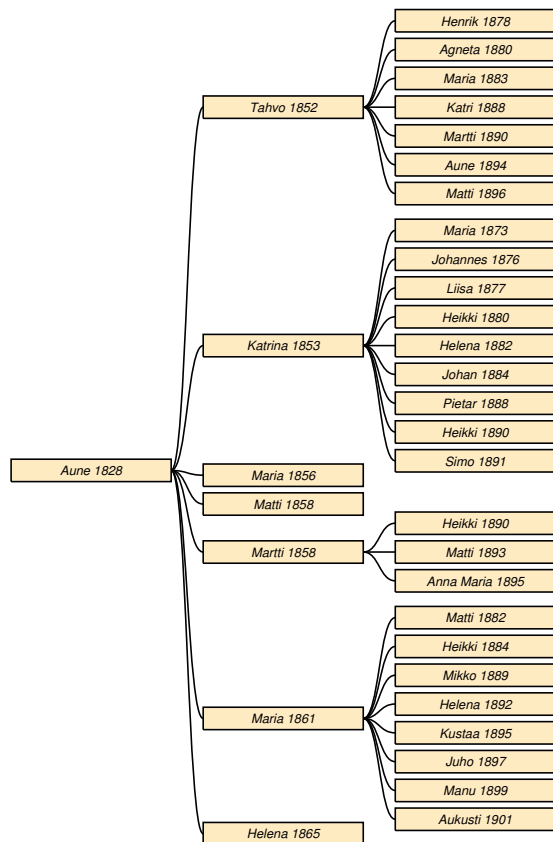 Aune 1828
Tahvo 1852
Henrik 1878
Agneta 1880
Maria 1883
Katri 1888
Martti 1890
Aune 1894
Matti 1896
Katrina 1853
Maria 1873
Johannes 1876
Liisa 1877
Heikki 1880
Helena 1882
Johan 1884
Pietar 1888
Heikki 1890
Simo 1891
Maria 1856
Matti 1858
Martti 1858
Heikki 1890
Matti 1893
Anna Maria 1895
Maria 1861
Matti 1882
Heikki 1884
Mikko 1889
Helena 1892
Kustaa 1895
Juho 1897
Manu 1899
Aukusti 1901
Helena 1865